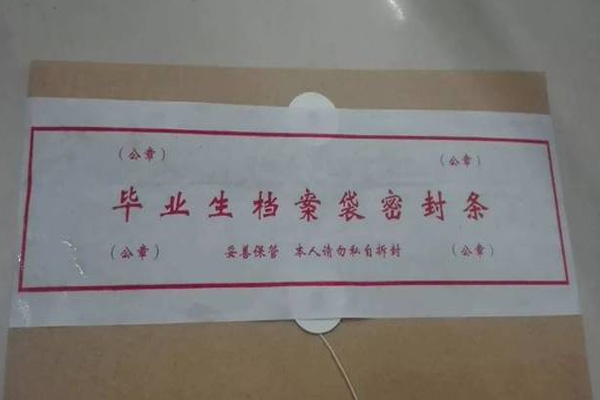 （公章） （公章）
毕业生档案袋密封条
（公章） 妥善保管 本人请勿私自拆封 （公章）